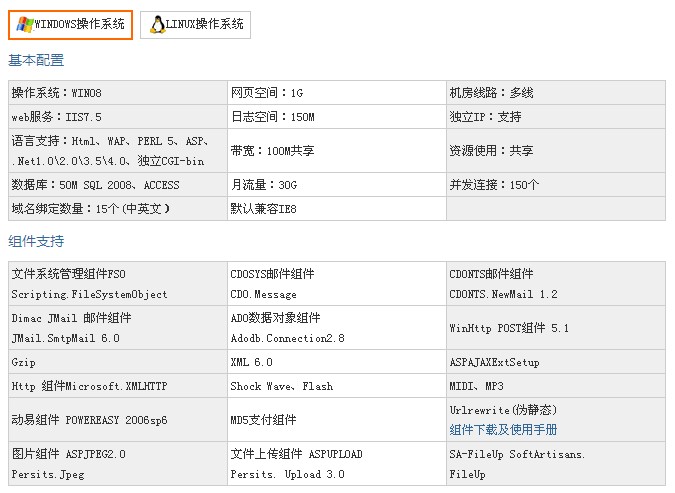 WINDOWS操作系统 LINUX操作系统
基本配置
操作系统：WIN08 网页空间：1G 机房线路：多线
web服务：IIS7.5 日志空间：150M 独立IP：支持
语言支持：Html、WAP、PERL 5、ASP、
.Net1.0\2.0\3.5\4.0、独立CGI-bin 带宽：100M共享 资源使用：共享
数据库：50M SQL 2008、ACCESS 月流量：30G 并发连接：150个
域名绑定数量：15个(中英文) 默认兼容IE8
组件支持
文件系统管理组件FSO CDOSYS邮件组件 CDONTS邮件组件
Scripting.FileSystemObject CDO.Message CDONTS.NewMail 1.2
Dimac JMail 邮件组件 ADO数据对象组件 WinHttp POST组件 5.1
JMail.SmtpMail 6.0 Adodb.Connection2.8
Gzip XML 6.0 ASPAJAXExtSetup
Http 组件Microsoft.XMLHTTP Shock Wave、Flash MIDI、MP3
动易组件 POWEREASY 2006sp6 MD5支付组件 Urlrewrite(伪静态)
组件下载及使用手册
图片组件 ASPJPEG2.0 文件上传组件 ASPUPLOAD SA-FileUp SoftArtisans.
Persits.Jpeg Persits. Upload 3.0 FileUp